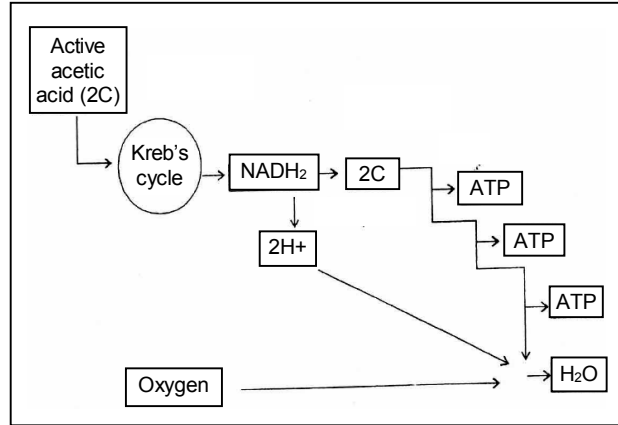 Active
acetic
acid (2C)
Kreb's
cycle
NADH₂
2C
ATP
2H+
ATP
ATP
Oxygen
H₂O